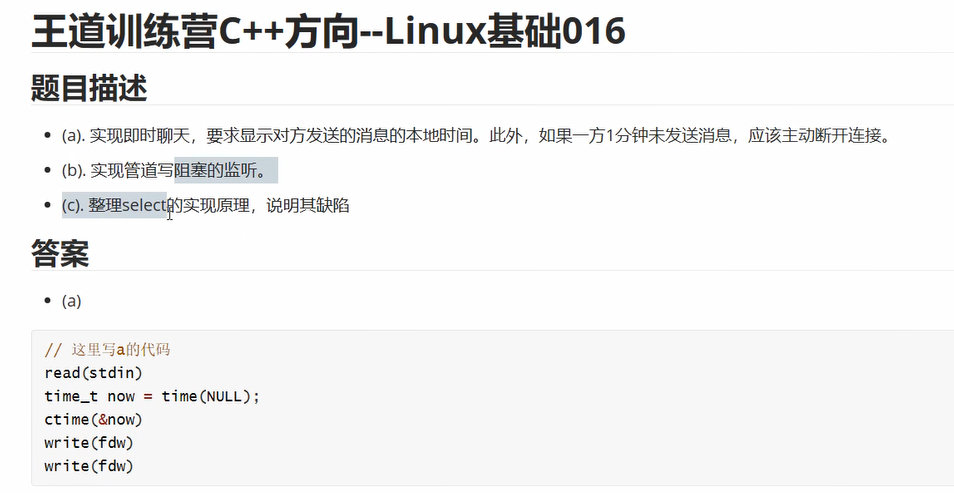 王道训练营C++方向--Linux基础016
题目描述
(a). 实现即时聊天，要求显示对方发送的消息的本地时间。此外，如果一方1分钟未发送消息，应该主动断开连接。
(b). 实现管道写阻塞的监听。
(c). 整理select的实现原理，说明其缺陷
答案
(a)
// 这里写a的代码
read(stdin)
time_t now = time(NULL);
ctime(&now)
write(fdw)
write(fdw)